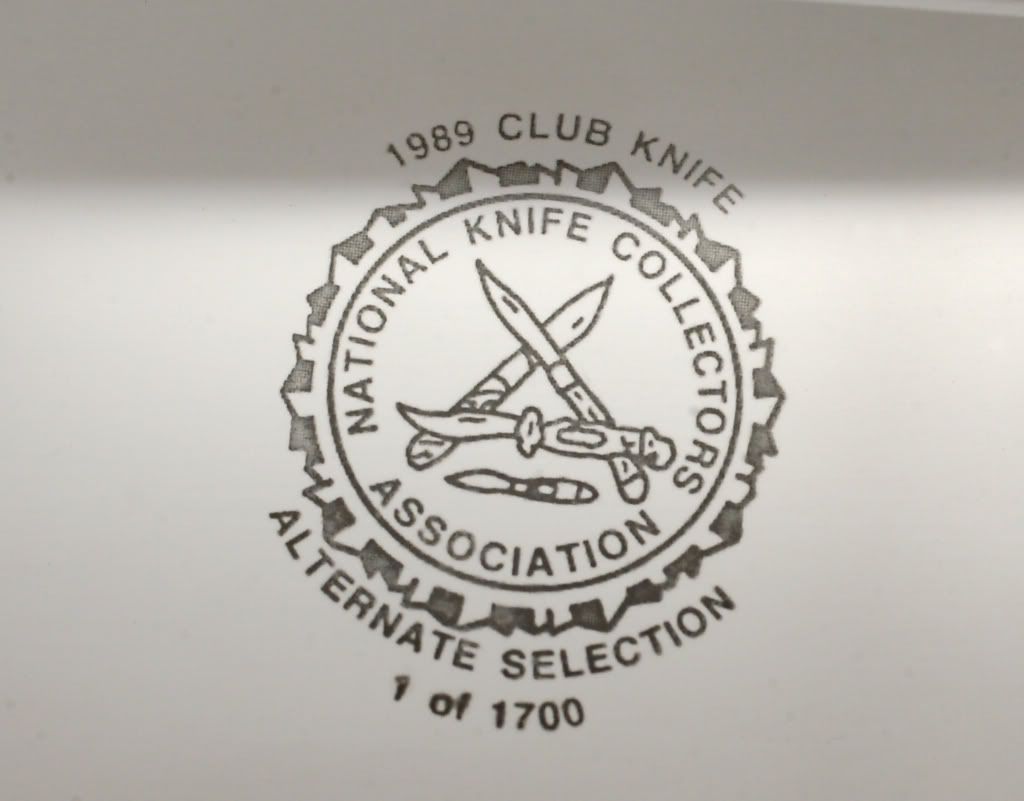 1989 CLUB KNIFE
NATIONAL KNIFE COLLECTORS
ASSOCIATION
ALTERNATE SELECTION
1 of 1700